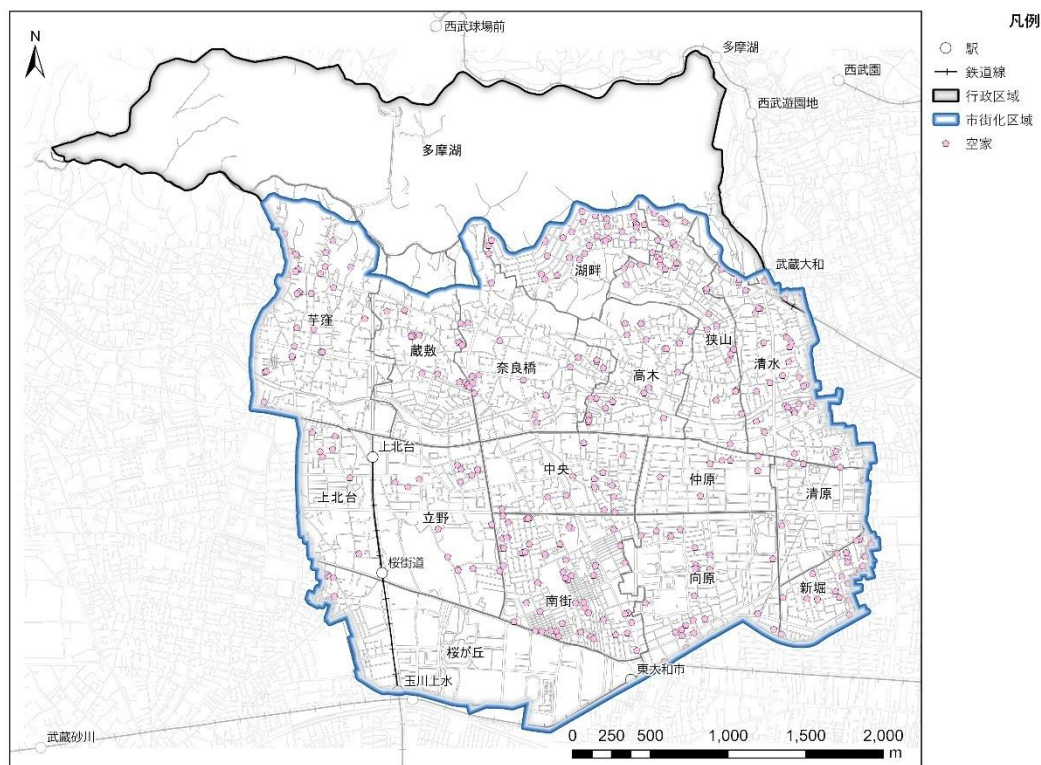 凡例
駅
鉄道線
行政区域
市街化区域
空家
N
西武球場前
多摩湖
西武園
西武遊園地
多摩湖
武蔵大和
湖畔
芋窪
蔵敷
奈良橋
高木
狭山
清水
上北台
上北台
中央
仲原
清原
立野
桜街道
向原
新堀
南街
桜が丘
東大和市
玉川上水
武蔵砂川
0 250 500 1,000 1,500 2,000
m